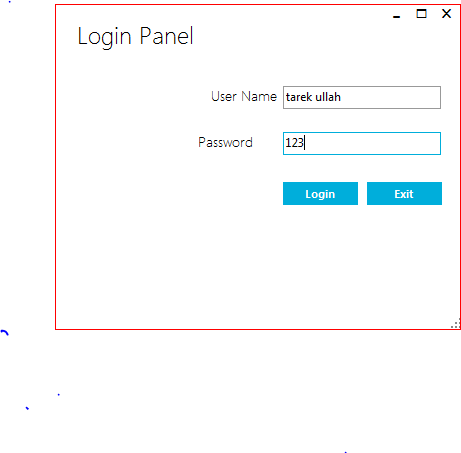 Login Panel
User Name tarek ullah
Password 123
Login Exit